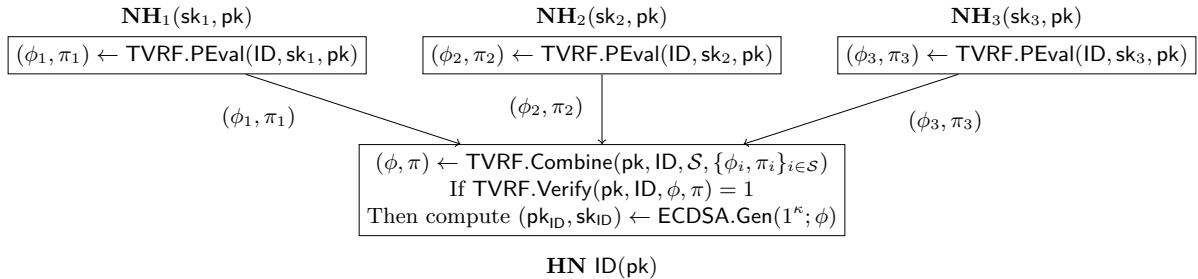 NH₁(sk₁, pk) NH₂(sk₂, pk) NH₃(sk₃, pk)
(ϕ₁, π₁) ← TVRF.PEval(ID, sk₁, pk) (ϕ₂, π₂) ← TVRF.PEval(ID, sk₂, pk) (ϕ₃, π₃) ← TVRF.PEval(ID, sk₃, pk)
(ϕ₁, π₁) (ϕ₂, π₂) (ϕ₃, π₃)
(ϕ, π) ← TVRF.Combine(pk, ID, 𝒮, {ϕᵢ, πᵢ}ᵢ∈𝒮)
If TVRF.Verify(pk, ID, ϕ, π) = 1
Then compute (pk_ID, sk_ID) ← ECDSA.Gen(1^κ; ϕ)
HN ID(pk)